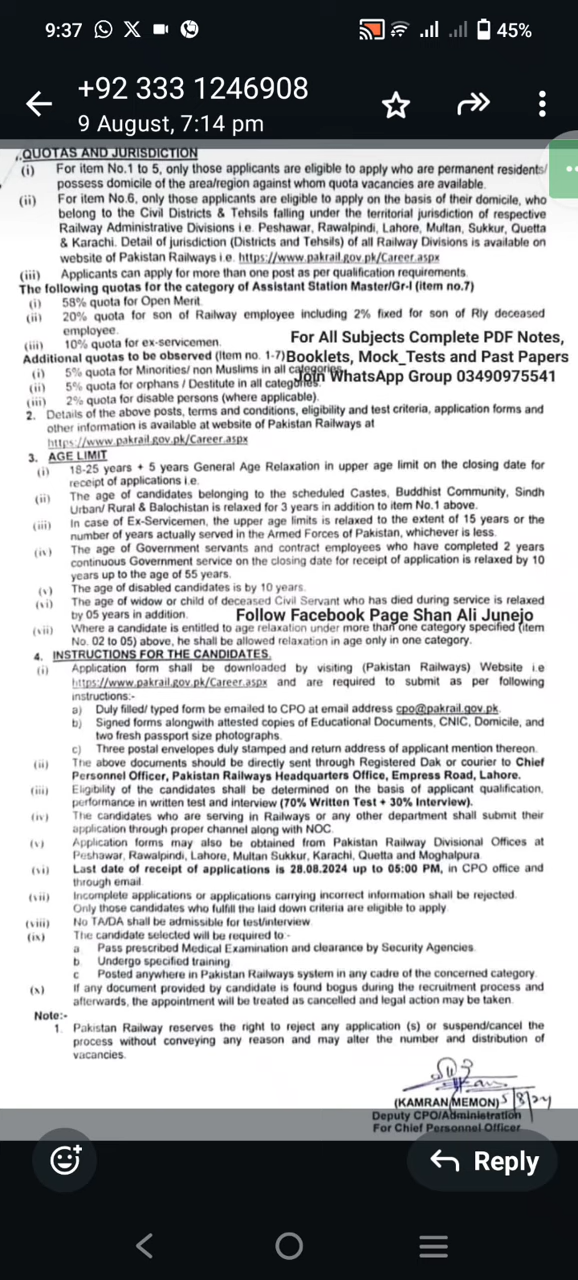 9:37
45%
+92 333 1246908
9 August, 7:14 pm
QUOTAS AND JURISDICTION
(i) For item No.1 to 5, only those applicants are eligible to apply who are permanent residents/
possess domicile of the area/region against whom quota vacancies are available.
(ii) For item No.6, only those applicants are eligible to apply on the basis of their domicile, who
belong to the Civil Districts & Tehsils falling under the territorial jurisdiction of respective
Railway Administrative Divisions i.e. Peshawar, Rawalpindi, Lahore, Multan, Sukkur, Quetta
& Karachi. Detail of jurisdiction (Districts and Tehsils) of all Railway Divisions is available on
website of Pakistan Railways i.e. https://www.pakrail.gov.pk/Career.aspx
(iii) Applicants can apply for more than one post as per qualification requirements.
The following quotas for the category of Assistant Station Master/Gr-I (item no.7)
(i) 58% quota for Open Merit.
(ii) 20% quota for son of Railway employee including 2% fixed for son of Rly deceased
employee.
(iii) 10% quota for ex-servicemen.
For All Subjects Complete PDF Notes,
Additional quotas to be observed (Item no. 1-7)
Booklets, Mock_Tests and Past Papers
(i) 5% quota for Minorities/ non Muslims in all categories.
Join WhatsApp Group 03490975541
(ii) 5% quota for orphans / Destitute in all categories.
(iii) 2% quota for disable persons (where applicable).
2. Details of the above posts, terms and conditions, eligibility and test criteria, application forms and
other information is available at website of Pakistan Railways at
https://www.pakrail.gov.pk/Career.aspx
3. AGE LIMIT
(i) 18-25 years + 5 years General Age Relaxation in upper age limit on the closing date for
receipt of applications i.e.
(ii) The age of candidates belonging to the scheduled Castes, Buddhist Community, Sindh
Urban/ Rural & Balochistan is relaxed for 3 years in addition to item No.1 above.
(iii) In case of Ex-Servicemen, the upper age limits is relaxed to the extent of 15 years or the
number of years actually served in the Armed Forces of Pakistan, whichever is less.
(iv) The age of Government servants and contract employees who have completed 2 years
continuous Government service on the closing date for receipt of application is relaxed by 10
years up to the age of 55 years.
(v) The age of disabled candidates is by 10 years.
(vi) The age of widow or child of deceased Civil Servant who has died during service is relaxed
by 05 years in addition.
Follow Facebook Page Shan Ali Junejo
(vii) Where a candidate is entitled to age relaxation under more than one category specified (item
No. 02 to 05) above, he shall be allowed relaxation in age only in one category.
4. INSTRUCTIONS FOR THE CANDIDATES.
(i) Application form shall be downloaded by visiting (Pakistan Railways) Website i.e
https://www.pakrail.gov.pk/Career.aspx and are required to submit as per following
instructions:-
a) Duly filled/ typed form be emailed to CPO at email address cpo@pakrail.gov.pk.
b) Signed forms alongwith attested copies of Educational Documents, CNIC, Domicile, and
two fresh passport size photographs.
c) Three postal envelopes duly stamped and return address of applicant mention thereon.
(ii) The above documents should be directly sent through Registered Dak or courier to Chief
Personnel Officer, Pakistan Railways Headquarters Office, Empress Road, Lahore.
(iii) Eligibility of the candidates shall be determined on the basis of applicant qualification,
performance in written test and interview (70% Written Test + 30% Interview).
(iv) The candidates who are serving in Railways or any other department shall submit their
application through proper channel along with NOC.
(v) Application forms may also be obtained from Pakistan Railway Divisional Offices at
Peshawar, Rawalpindi, Lahore, Multan Sukkur, Karachi, Quetta and Moghalpura.
(vi) Last date of receipt of applications is 28.08.2024 up to 05:00 PM, in CPO office and
through email.
(vii) Incomplete applications or applications carrying incorrect information shall be rejected.
Only those candidates who fulfill the laid down criteria are eligible to apply.
(viii) No TA/DA shall be admissible for test/interview.
(ix) The candidate selected will be required to:-
a Pass prescribed Medical Examination and clearance by Security Agencies.
b. Undergo specified training.
c Posted anywhere in Pakistan Railways system in any cadre of the concerned category.
(x) If any document provided by candidate is found bogus during the recruitment process and
afterwards, the appointment will be treated as cancelled and legal action may be taken.
Note:-
1. Pakistan Railway reserves the right to reject any application (s) or suspend/cancel the
process without conveying any reason and may alter the number and distribution of
vacancies.
(KAMRAN MEMON) 5/8/24
Deputy CPO/Administration
For Chief Personnel Officer
Reply